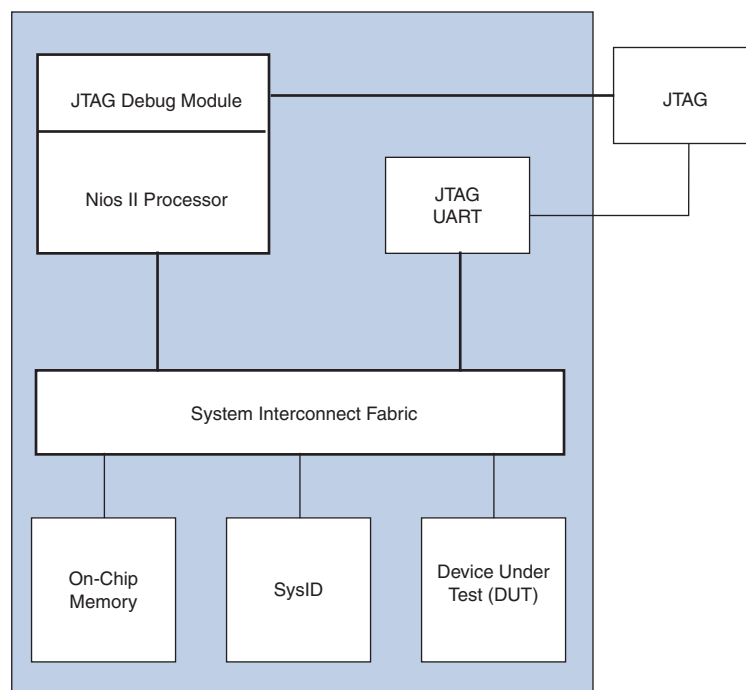 JTAG Debug Module
JTAG
Nios II Processor
JTAG
UART
System Interconnect Fabric
On-Chip
Memory
SysID
Device Under
Test (DUT)